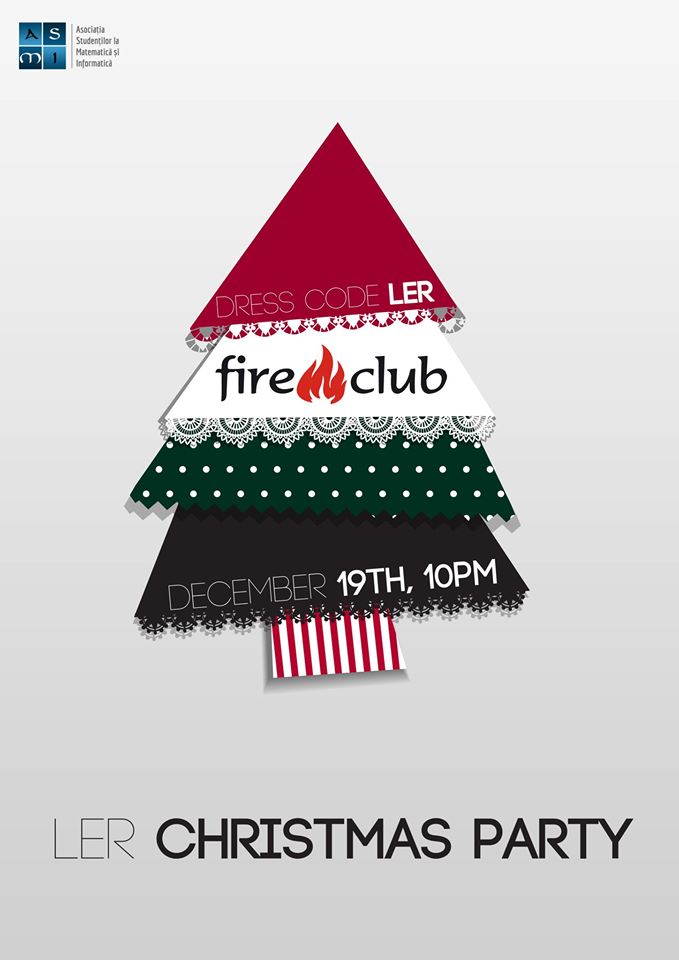 A S
M I
Asociația
Studenților la
Matematică și
Informatică
DRESS CODE LER
fire club
DECEMBER 19TH, 10PM
LER CHRISTMAS PARTY